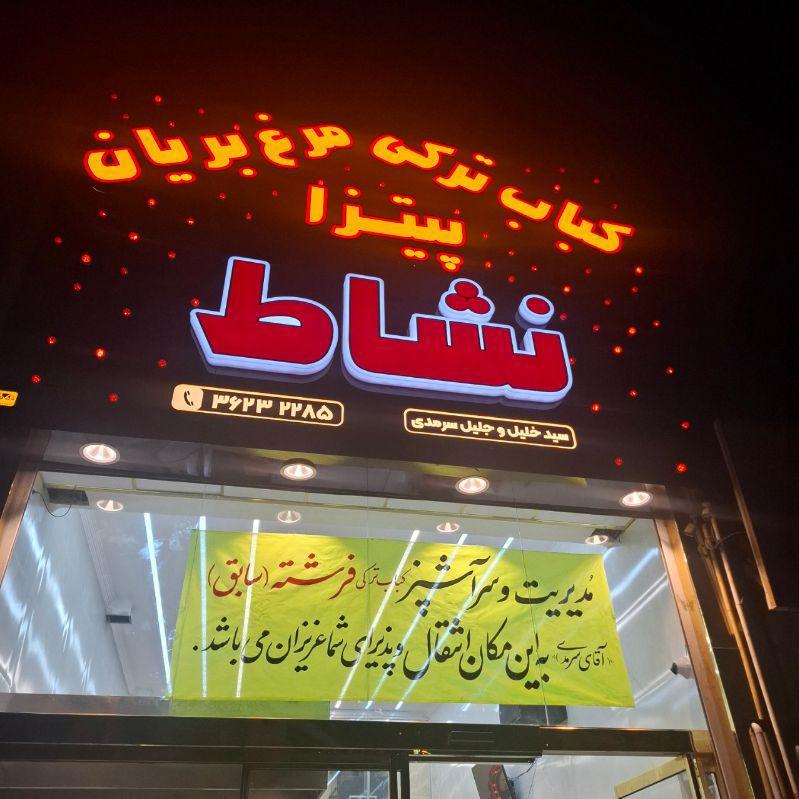 کباب ترکی مرغ بریان
پیتزا
نشاط
۳۶۲۳ ۲۲۸۵
سید خلیل و جلیل سرمدی
مدیریت و سرآشپز کباب ترکی فرشته (سابق)
(آقای سرمدی) به این مکان انتقال و پذیرای شما عزیزان می باشد.